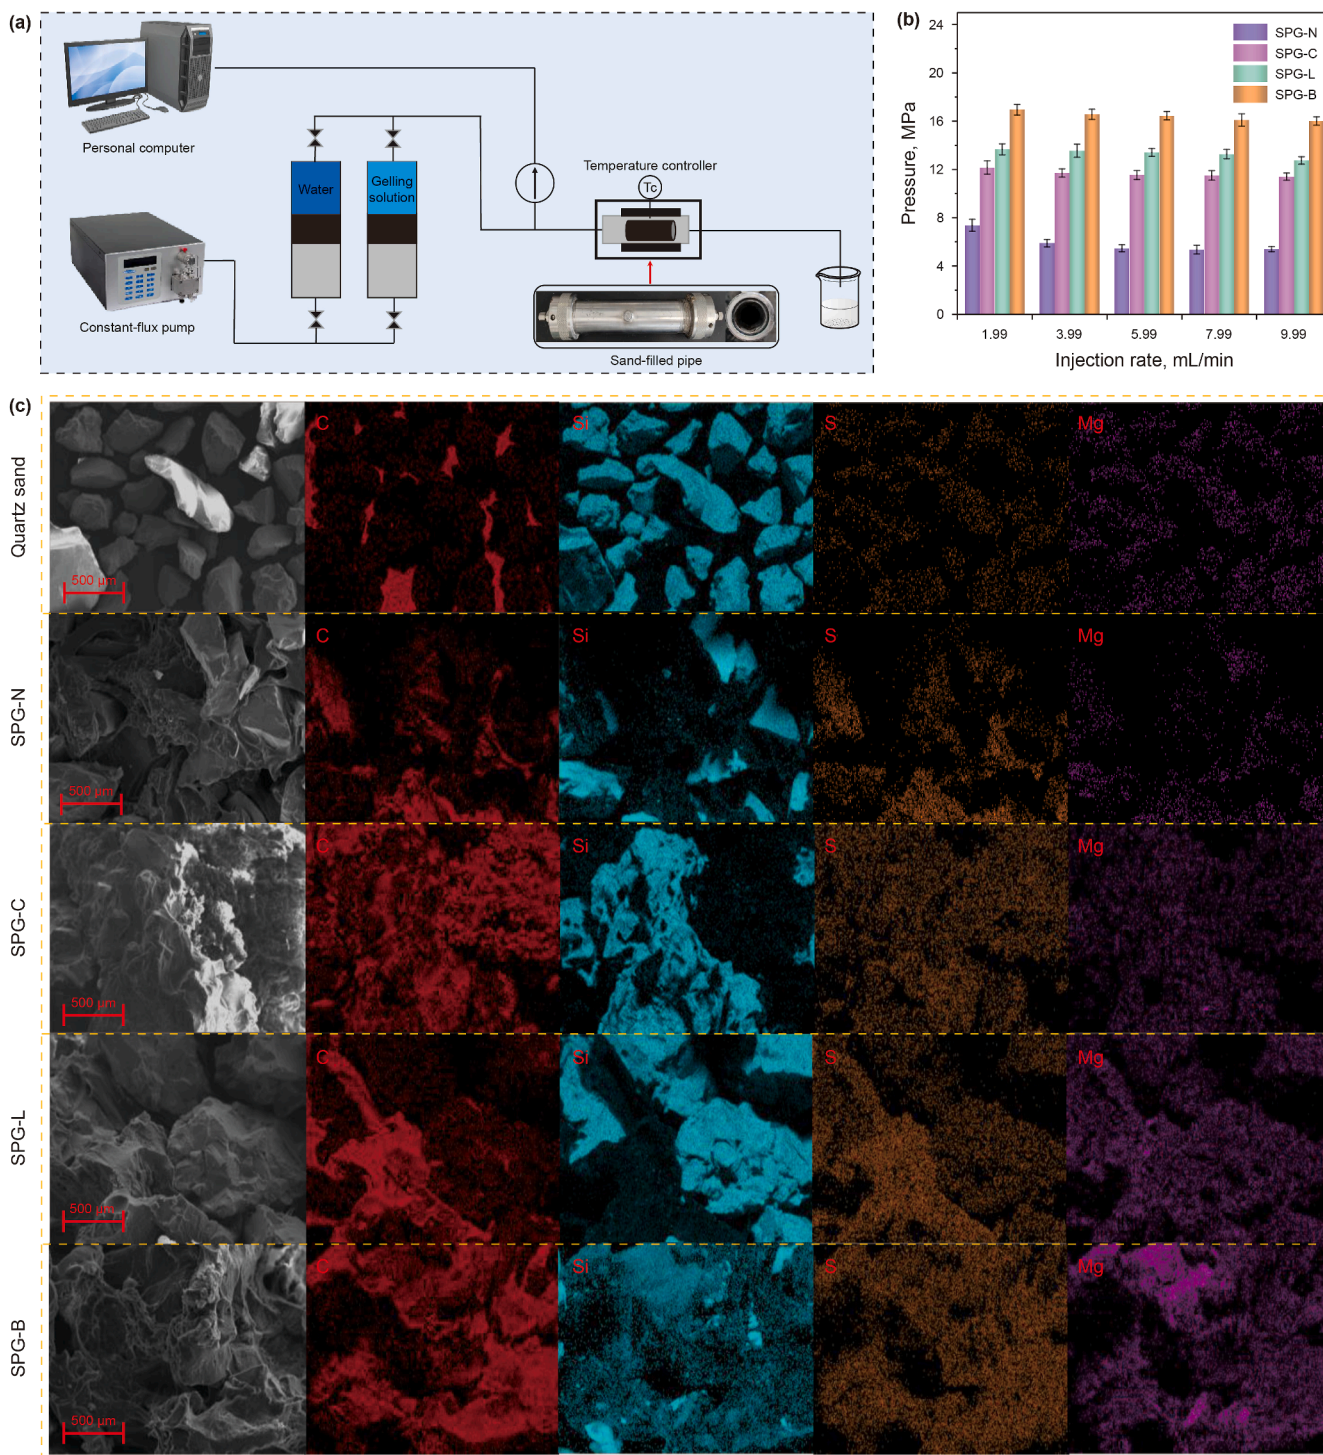 (a)
Personal computer
Constant-flux pump
Water
Gelling
solution
Temperature controller
Tc
Sand-filled pipe
(b)
Pressure, MPa
24
20
16
12
8
4
0
SPG-N
SPG-C
SPG-L
SPG-B
1.99
3.99
5.99
7.99
9.99
Injection rate, mL/min
(c)
Quartz sand
500 μm
C
Si
S
Mg
SPG-N
500 μm
C
Si
S
Mg
SPG-C
500 μm
C
Si
S
Mg
SPG-L
500 μm
C
Si
S
Mg
SPG-B
500 μm
C
Si
S
Mg